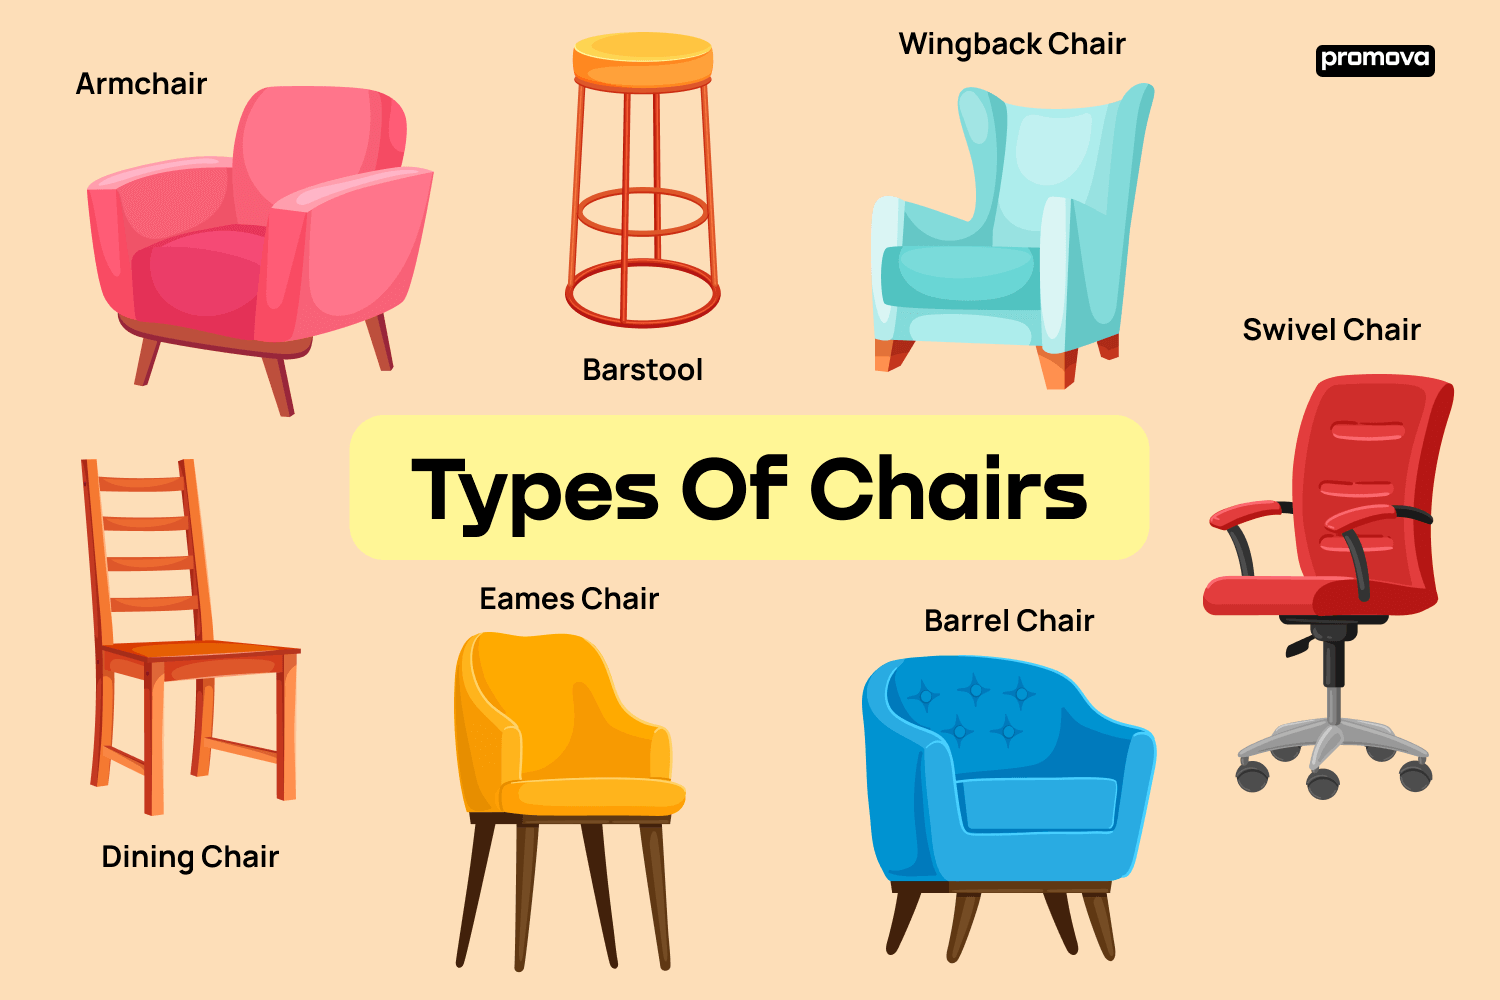 Wingback Chair
promova
Armchair
Swivel Chair
Barstool
Types Of Chairs
Eames Chair
Barrel Chair
Dining Chair